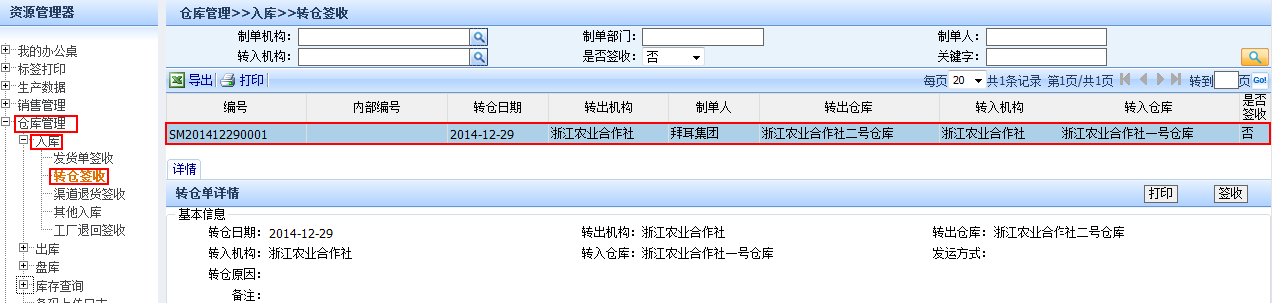 资源管理器
我的办公桌
标签打印
生产数据
销售管理
仓库管理
入库
发货单签收
转仓签收
渠道退货签收
其他入库
工厂退回签收
出库
盘库
库存查询
仓库管理>>入库>>转仓签收
制单机构: 制单部门: 制单人:
转入机构: 是否签收: 否 关键字:
导出 打印 每页 20 共1条记录 第1页/共1页 转到 页 Go!
编号 内部编号 转仓日期 转出机构 制单人 转出仓库 转入机构 转入仓库 是否签收
SM201412290001 2014-12-29 浙江农业合作社 拜耳集团 浙江农业合作社二号仓库 浙江农业合作社 浙江农业合作社一号仓库 否
详情
转仓单详情 打印 签收
基本信息
转仓日期: 2014-12-29 转出机构: 浙江农业合作社 转出仓库: 浙江农业合作社二号仓库
转入机构: 浙江农业合作社 转入仓库: 浙江农业合作社一号仓库 发运方式:
转仓原因:
备注: